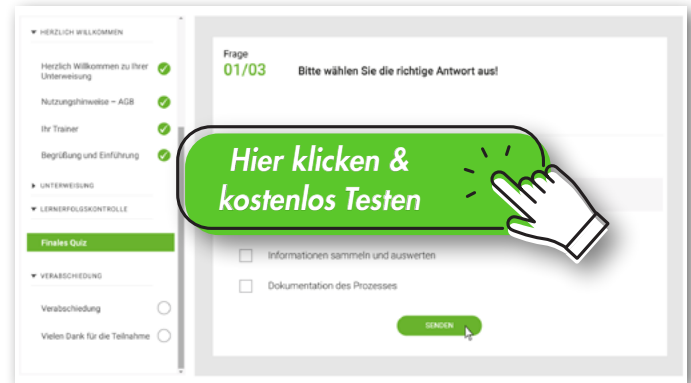 HERZLICH WILLKOMMEN
Herzlich Willkommen zu Ihrer
Unterweisung
Nutzungshinweise – AGB
Ihr Trainer
Begrüßung und Einführung
UNTERWEISUNG
LERNERFOLGSKONTROLLE
Finales Quiz
VERABSCHIEDUNG
Verabschiedung
Vielen Dank für die Teilnahme
Frage
01/03 Bitte wählen Sie die richtige Antwort aus!
Hier klicken &
kostenlos Testen
Informationen sammeln und auswerten
Dokumentation des Prozesses
SENDEN